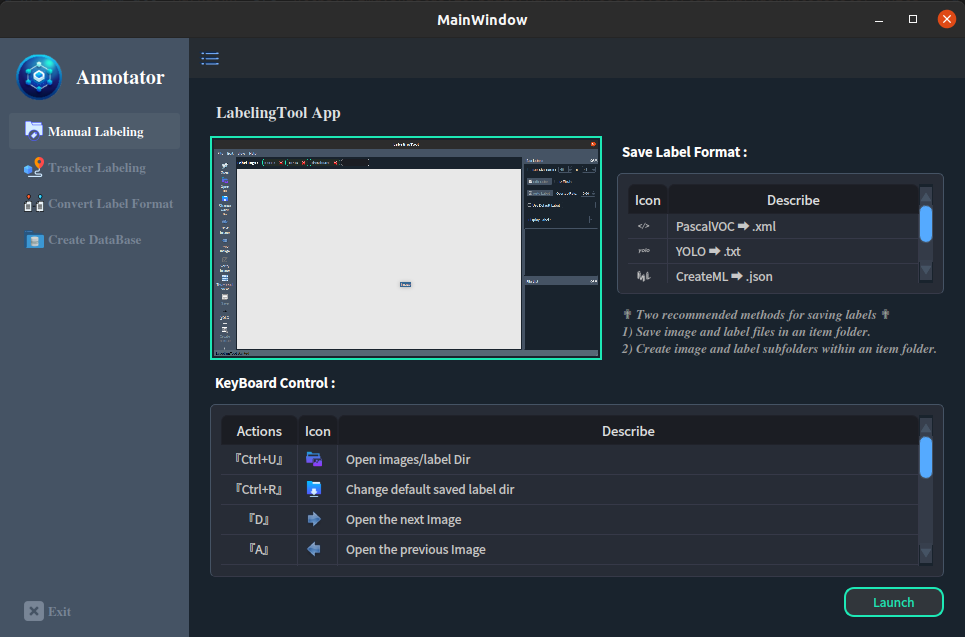 MainWindow
Annotator
Manual Labeling
Tracker Labeling
Convert Label Format
Create DataBase
Exit
LabelingTool App
Save Label Format :
Icon Describe
</> PascalVOC ➡ .xml
yolo YOLO ➡ .txt
CreateML ➡ .json
✟ Two recommended methods for saving labels ✟
1) Save image and label files in an item folder.
2) Create image and label subfolders within an item folder.
KeyBoard Control :
Actions Icon Describe
『Ctrl+U』 Open images/label Dir
『Ctrl+R』 Change default saved label dir
『D』 Open the next Image
『A』 Open the previous Image
Launch